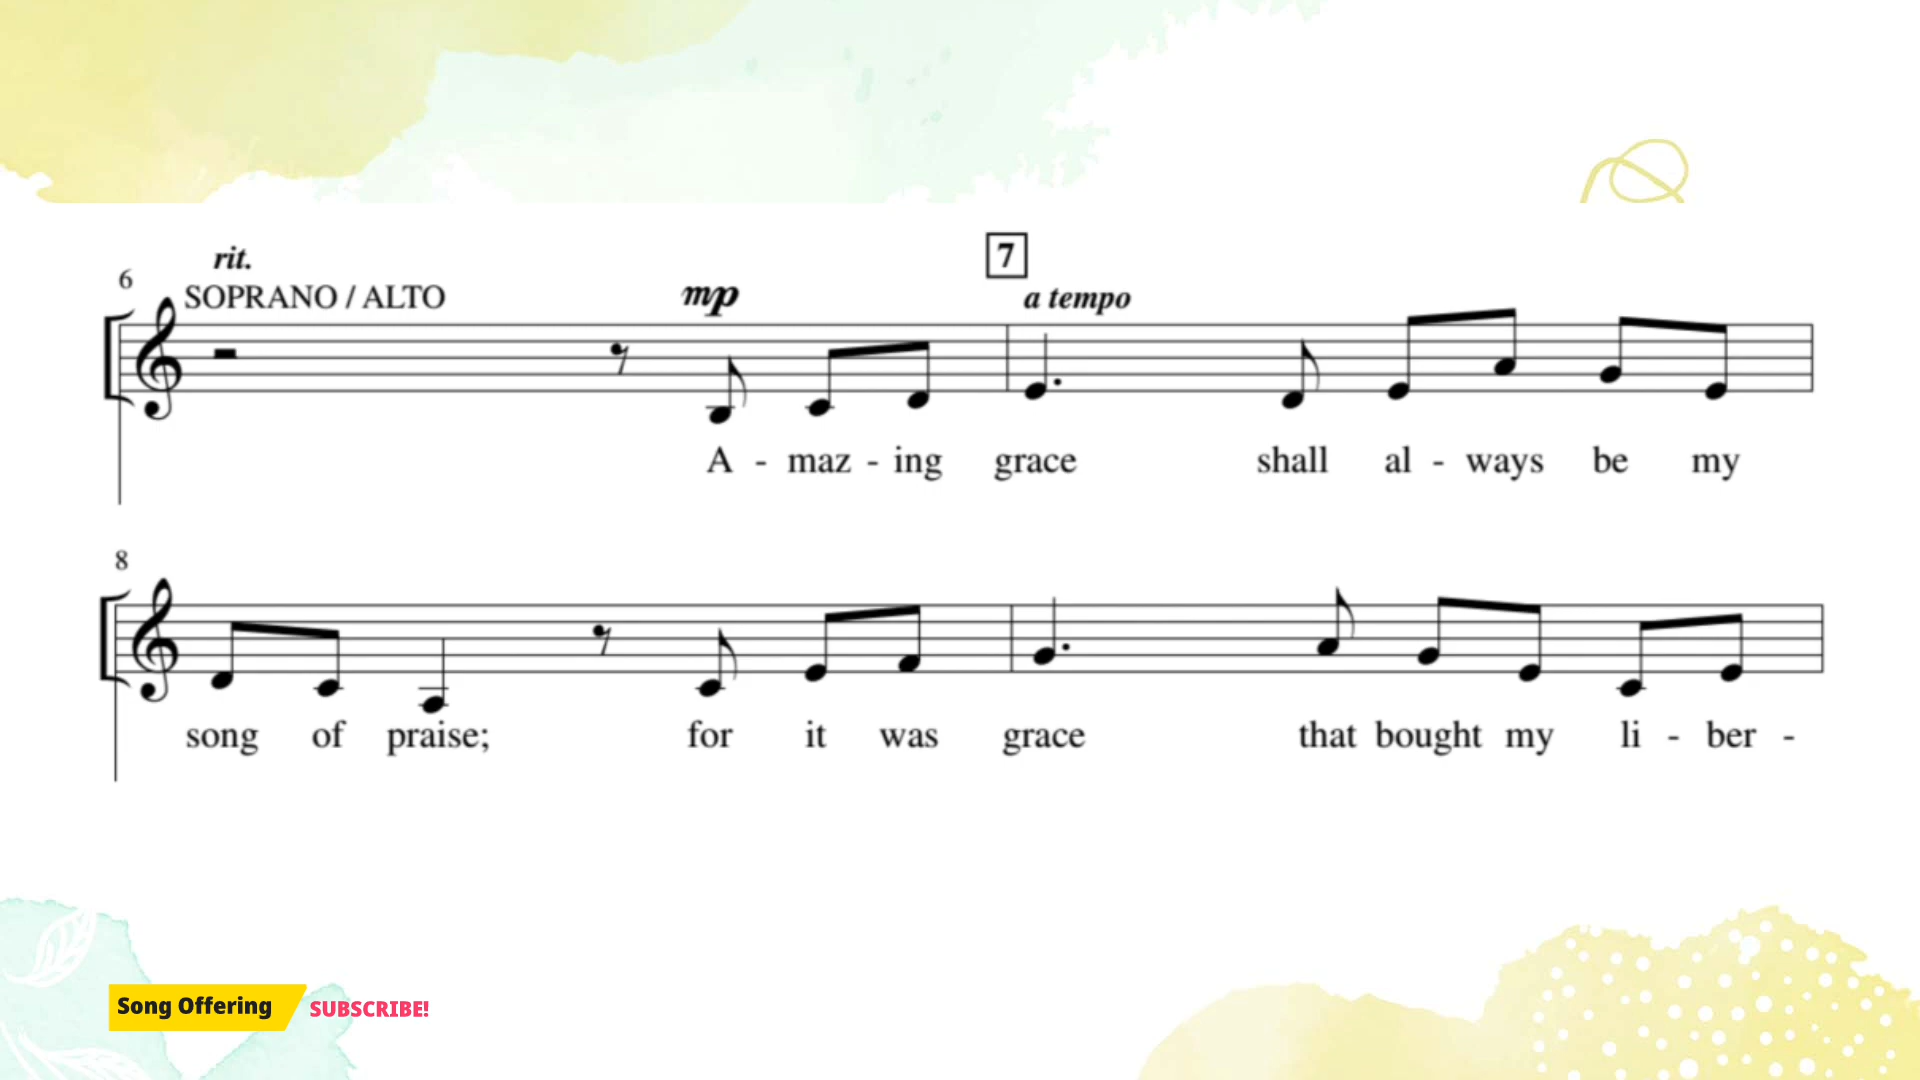 rit.
7
6
SOPRANO / ALTO
mp
a tempo
A - maz - ing grace shall al - ways be my
8
song of praise; for it was grace that bought my li - ber -
Song Offering SUBSCRIBE!